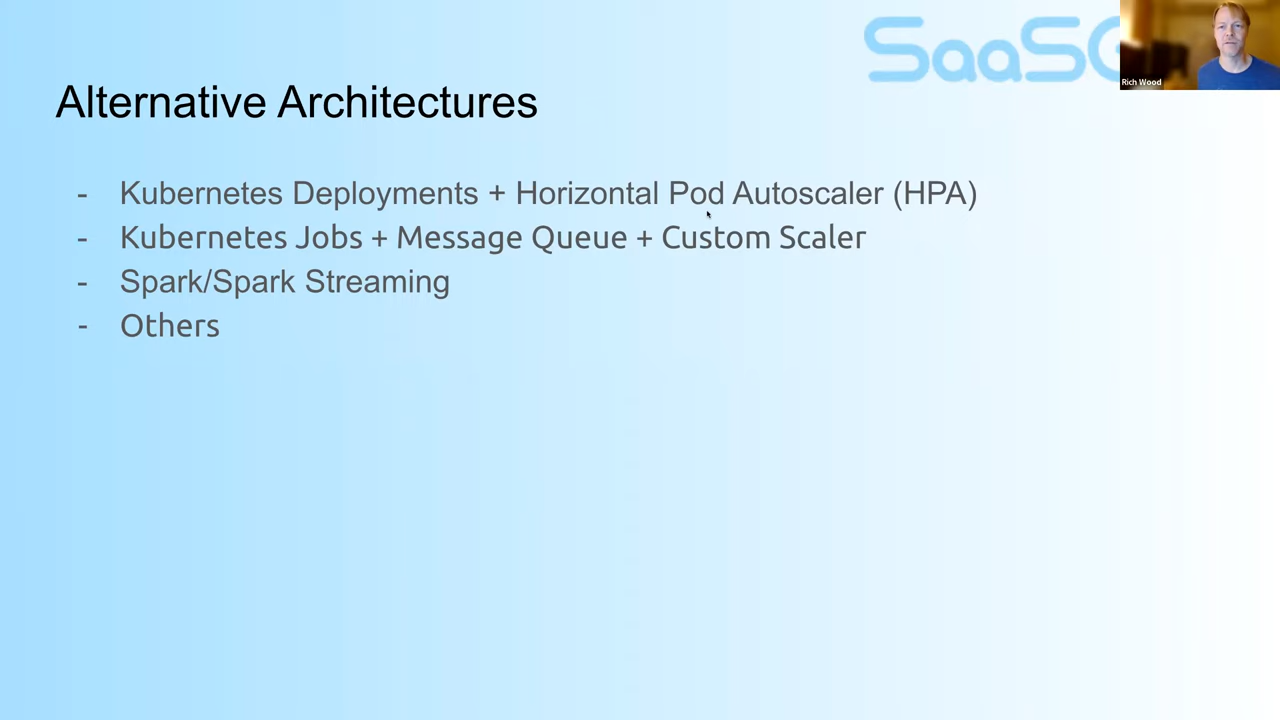 SaaSG
Rich Wood
Alternative Architectures
- Kubernetes Deployments + Horizontal Pod Autoscaler (HPA)
- Kubernetes Jobs + Message Queue + Custom Scaler
- Spark/Spark Streaming
- Others